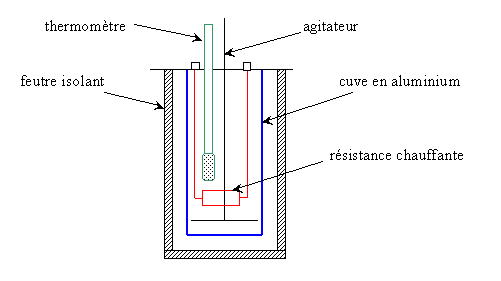 thermomètre
agitateur
feutre isolant
cuve en aluminium
résistance chauffante